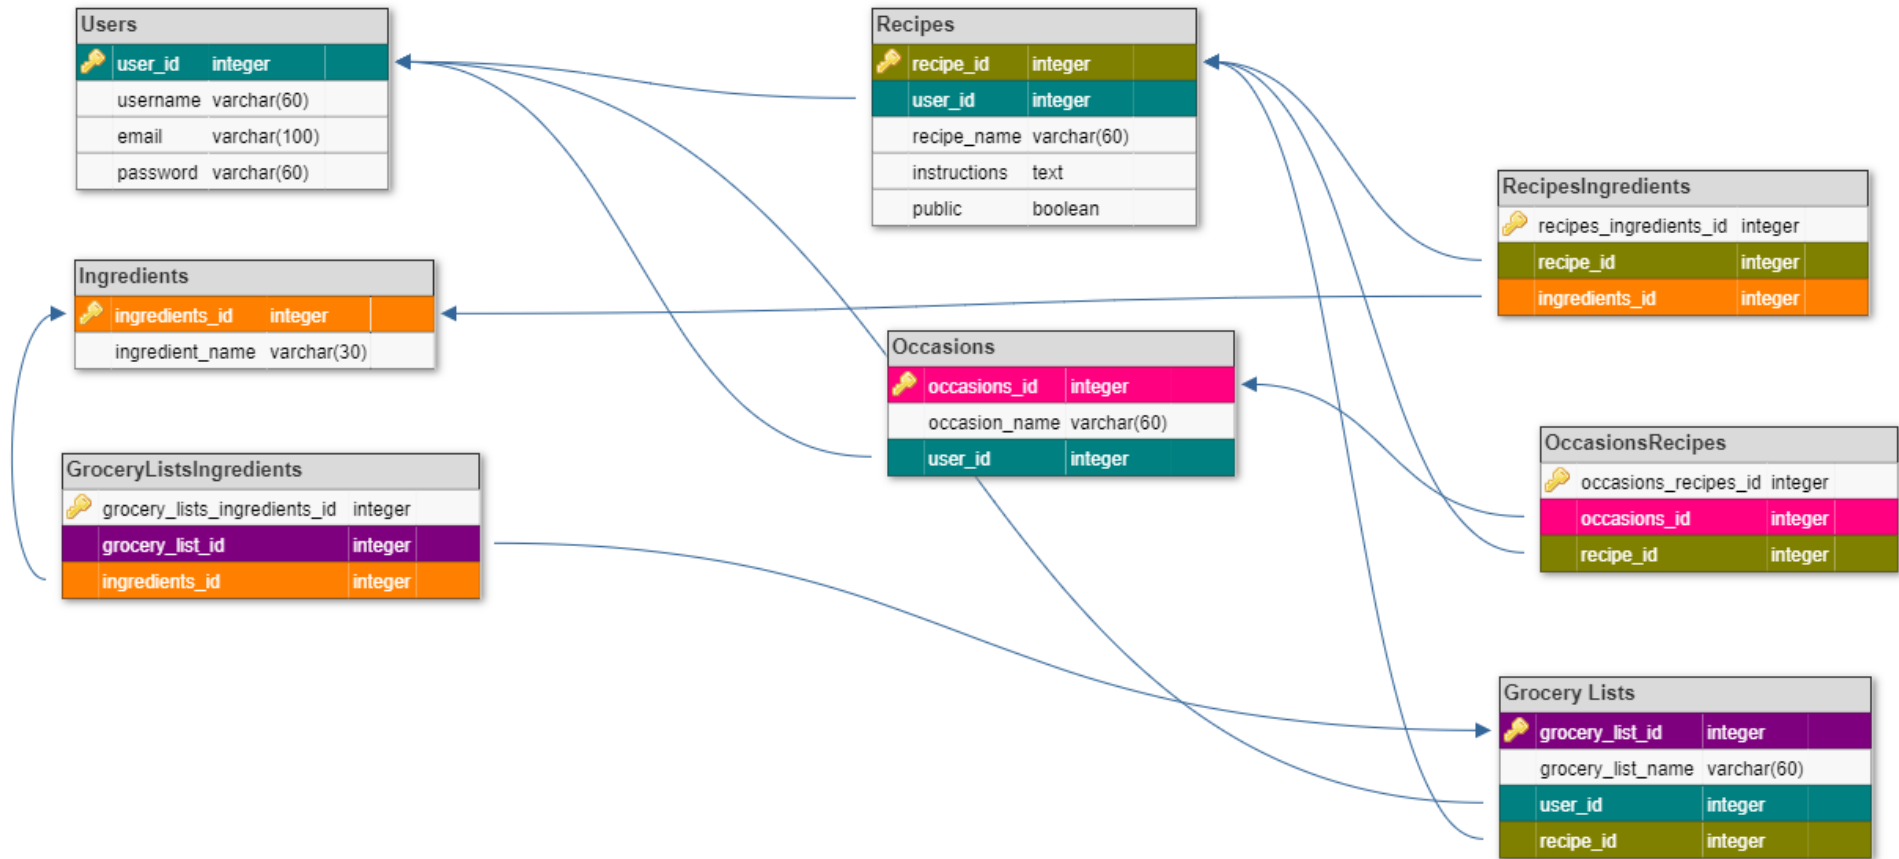 Users
user_id integer
username varchar(60)
email varchar(100)
password varchar(60)
Recipes
recipe_id integer
user_id integer
recipe_name varchar(60)
instructions text
public boolean
RecipesIngredients
recipes_ingredients_id integer
recipe_id integer
ingredients_id integer
Ingredients
ingredients_id integer
ingredient_name varchar(30)
Occasions
occasions_id integer
occasion_name varchar(60)
user_id integer
OccasionsRecipes
occasions_recipes_id integer
occasions_id integer
recipe_id integer
GroceryListsIngredients
grocery_lists_ingredients_id integer
grocery_list_id integer
ingredients_id integer
Grocery Lists
grocery_list_id integer
grocery_list_name varchar(60)
user_id integer
recipe_id integer